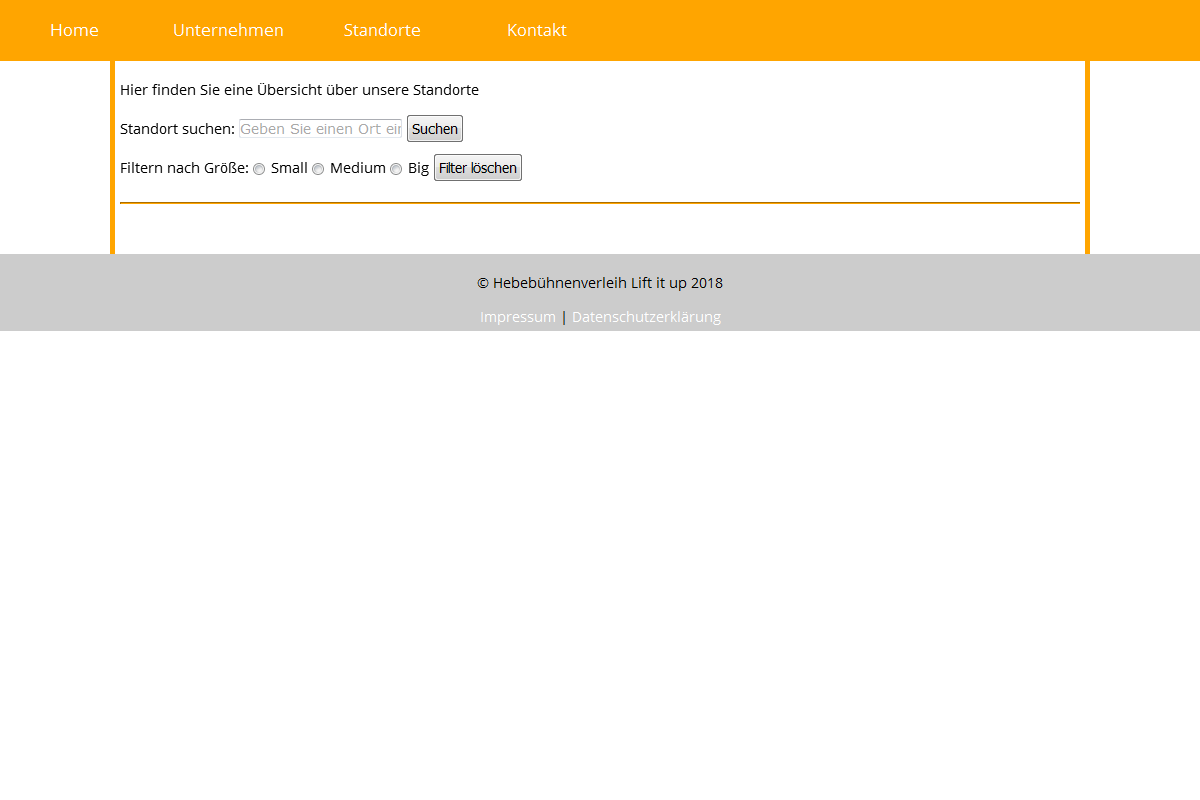 Home Unternehmen Standorte Kontakt
Hier finden Sie eine Übersicht über unsere Standorte
Standort suchen: Geben Sie einen Ort ein Suchen
Filtern nach Größe: Small Medium Big Filter löschen
© Hebebühnenverleih Lift it up 2018
Impressum | Datenschutzerklärung